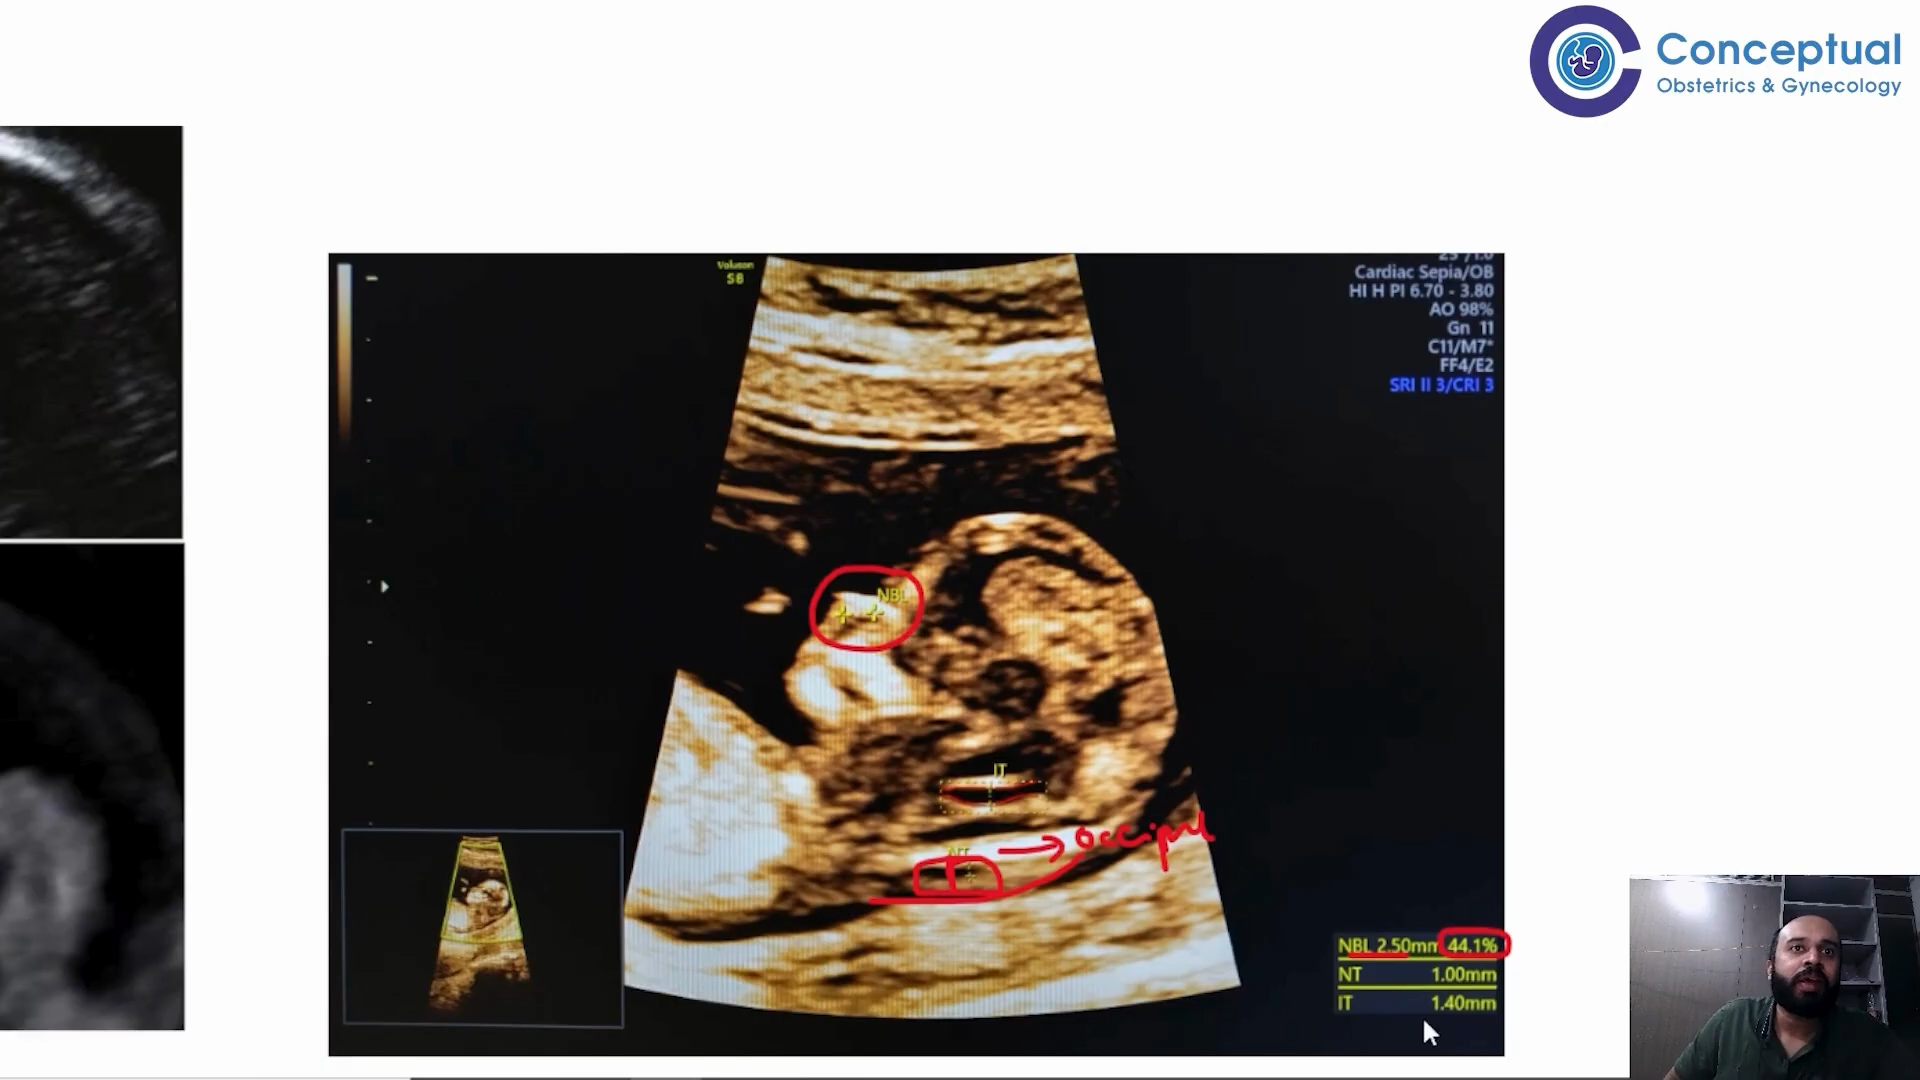 Conceptual
Obstetrics & Gynecology
Voluson
S8
Cardiac Sepia/OB
HI H PI 6.70 - 3.80
AO 98%
Gn 11
C11/M7*
FF4/E2
SRI II 3/CRI 3
NBL
IT
NT
NBL 2.50mm 44.1%
NT 1.00mm
IT 1.40mm